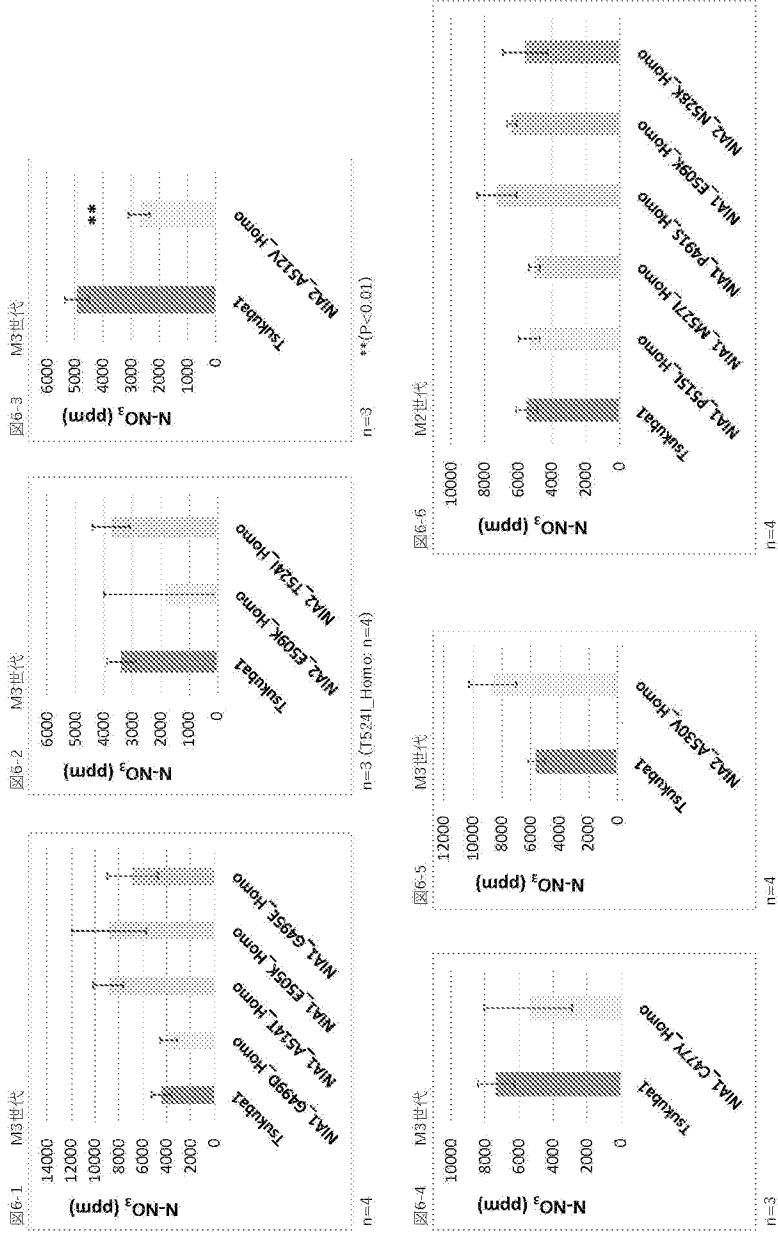 図6-1 M3世代
N-NO3 (ppm)
14000
12000
10000
8000
6000
4000
2000
0
Tsukuba1
NIA1_G499D_Homo
NIA1_A514T_Homo
NIA1_E505K_Homo
NIA1_G495E_Homo
n=4
図6-2 M3世代
N-NO3 (ppm)
6000
5000
4000
3000
2000
1000
0
Tsukuba1
NIA2_E509K_Homo
NIA2_T524I_Homo
n=3 (T524I_Homo: n=4)
図6-3 M3世代
N-NO3 (ppm)
6000
5000
4000
3000
2000
1000
0
**
Tsukuba1
NIA2_A512V_Homo
n=3 **(P<0.01)
図6-4 M3世代
N-NO3 (ppm)
10000
8000
6000
4000
2000
0
Tsukuba1
NIA1_C477Y_Homo
n=3
図6-5 M3世代
N-NO3 (ppm)
12000
10000
8000
6000
4000
2000
0
Tsukuba1
NIA2_A530V_Homo
n=4
図6-6 M2世代
N-NO3 (ppm)
10000
8000
6000
4000
2000
0
Tsukuba1
NIA1_P515L_Homo
NIA1_M527I_Homo
NIA1_P491S_Homo
NIA1_E509K_Homo
NIA2_N528K_Homo
n=4